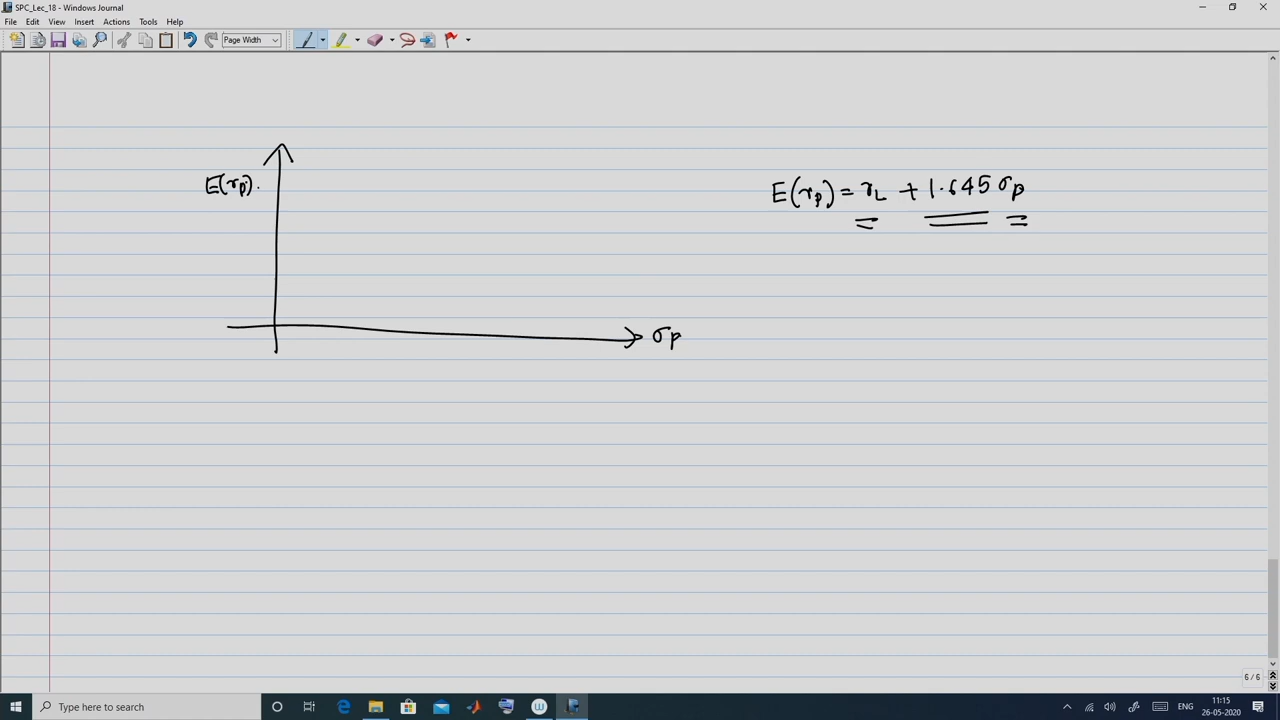 SPC_Lec_18 - Windows Journal
File Edit View Insert Actions Tools Help
Page Width
E(rp).
E(rp) = rL + 1.645 σp
σp
6 / 6
Type here to search
ENG
11:15
26-05-2020